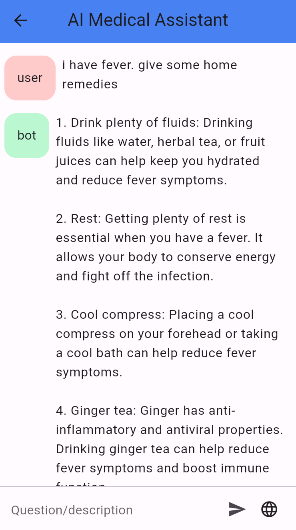 AI Medical Assistant
user
i have fever. give some home
remedies
bot
1. Drink plenty of fluids: Drinking
fluids like water, herbal tea, or fruit
juices can help keep you hydrated
and reduce fever symptoms.
2. Rest: Getting plenty of rest is
essential when you have a fever. It
allows your body to conserve energy
and fight off the infection.
3. Cool compress: Placing a cool
compress on your forehead or taking
a cool bath can help reduce fever
symptoms.
4. Ginger tea: Ginger has anti-
inflammatory and antiviral properties.
Drinking ginger tea can help reduce
fever symptoms and boost immune
function
Question/description